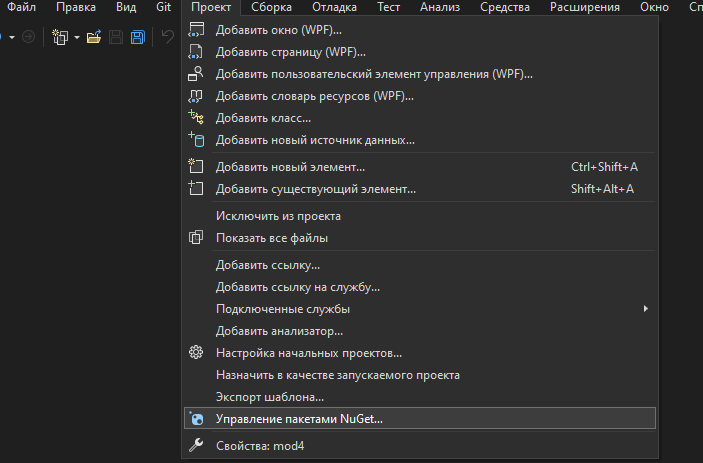 Файл Правка Вид Git Проект Сборка Отладка Тест Анализ Средства Расширения Окно Сп
Добавить окно (WPF)...
Добавить страницу (WPF)...
Добавить пользовательский элемент управления (WPF)...
Добавить словарь ресурсов (WPF)...
Добавить класс...
Добавить новый источник данных...
Добавить новый элемент... Ctrl+Shift+A
Добавить существующий элемент... Shift+Alt+A
Исключить из проекта
Показать все файлы
Добавить ссылку...
Добавить ссылку на службу...
Подключенные службы
Добавить анализатор...
Настройка начальных проектов...
Назначить в качестве запускаемого проекта
Экспорт шаблона...
Управление пакетами NuGet...
Свойства: mod4